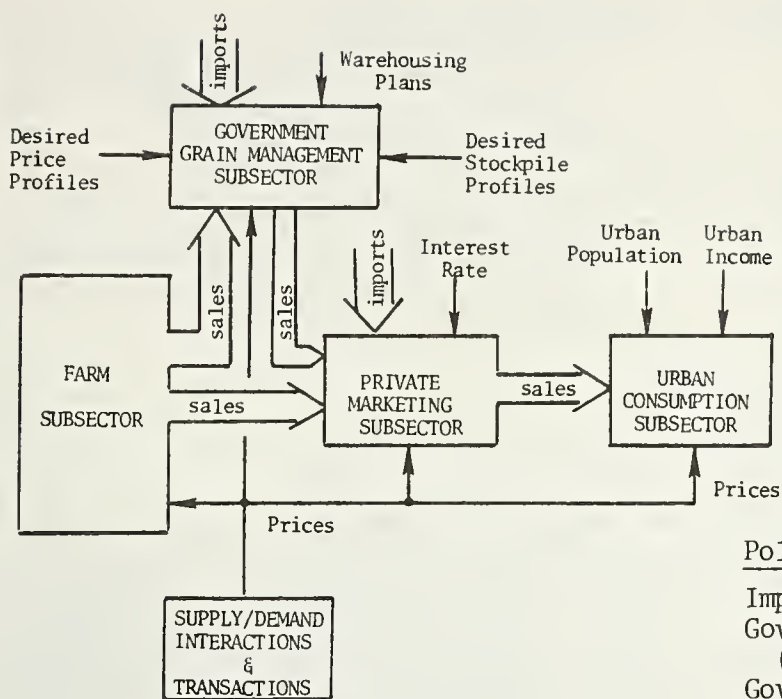 imports
Warehousing
Plans
GOVERNMENT
GRAIN MANAGEMENT
SUBSECTOR
Desired
Price
Profiles
Desired
Stockpile
Profiles
imports
Interest
Rate
Urban
Population
Urban
Income
sales
sales
FARM
SUBSECTOR
sales
PRIVATE
MARKETING
SUBSECTOR
sales
URBAN
CONSUMPTION
SUBSECTOR
Prices
Prices
SUPPLY/DEMAND
INTERACTIONS
&
TRANSACTIONS
Pol
Imp
Gov
(
Gov